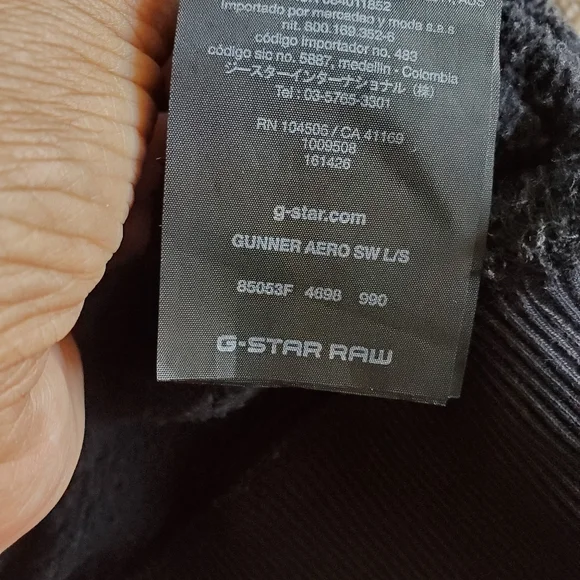 004011852
Importado por mercadeo y moda s.a.s
nit. 800.160.352-6
código importador no. 483
código sic no. 5887, medellin - Colombia
ジースターインターナショナル (株)
Tel : 03-5765-3301
RN 104506 / CA 41169
1009508
161426
g-star.com
GUNNER AERO SW L/S
85053F 4698 990
G-STAR RAW